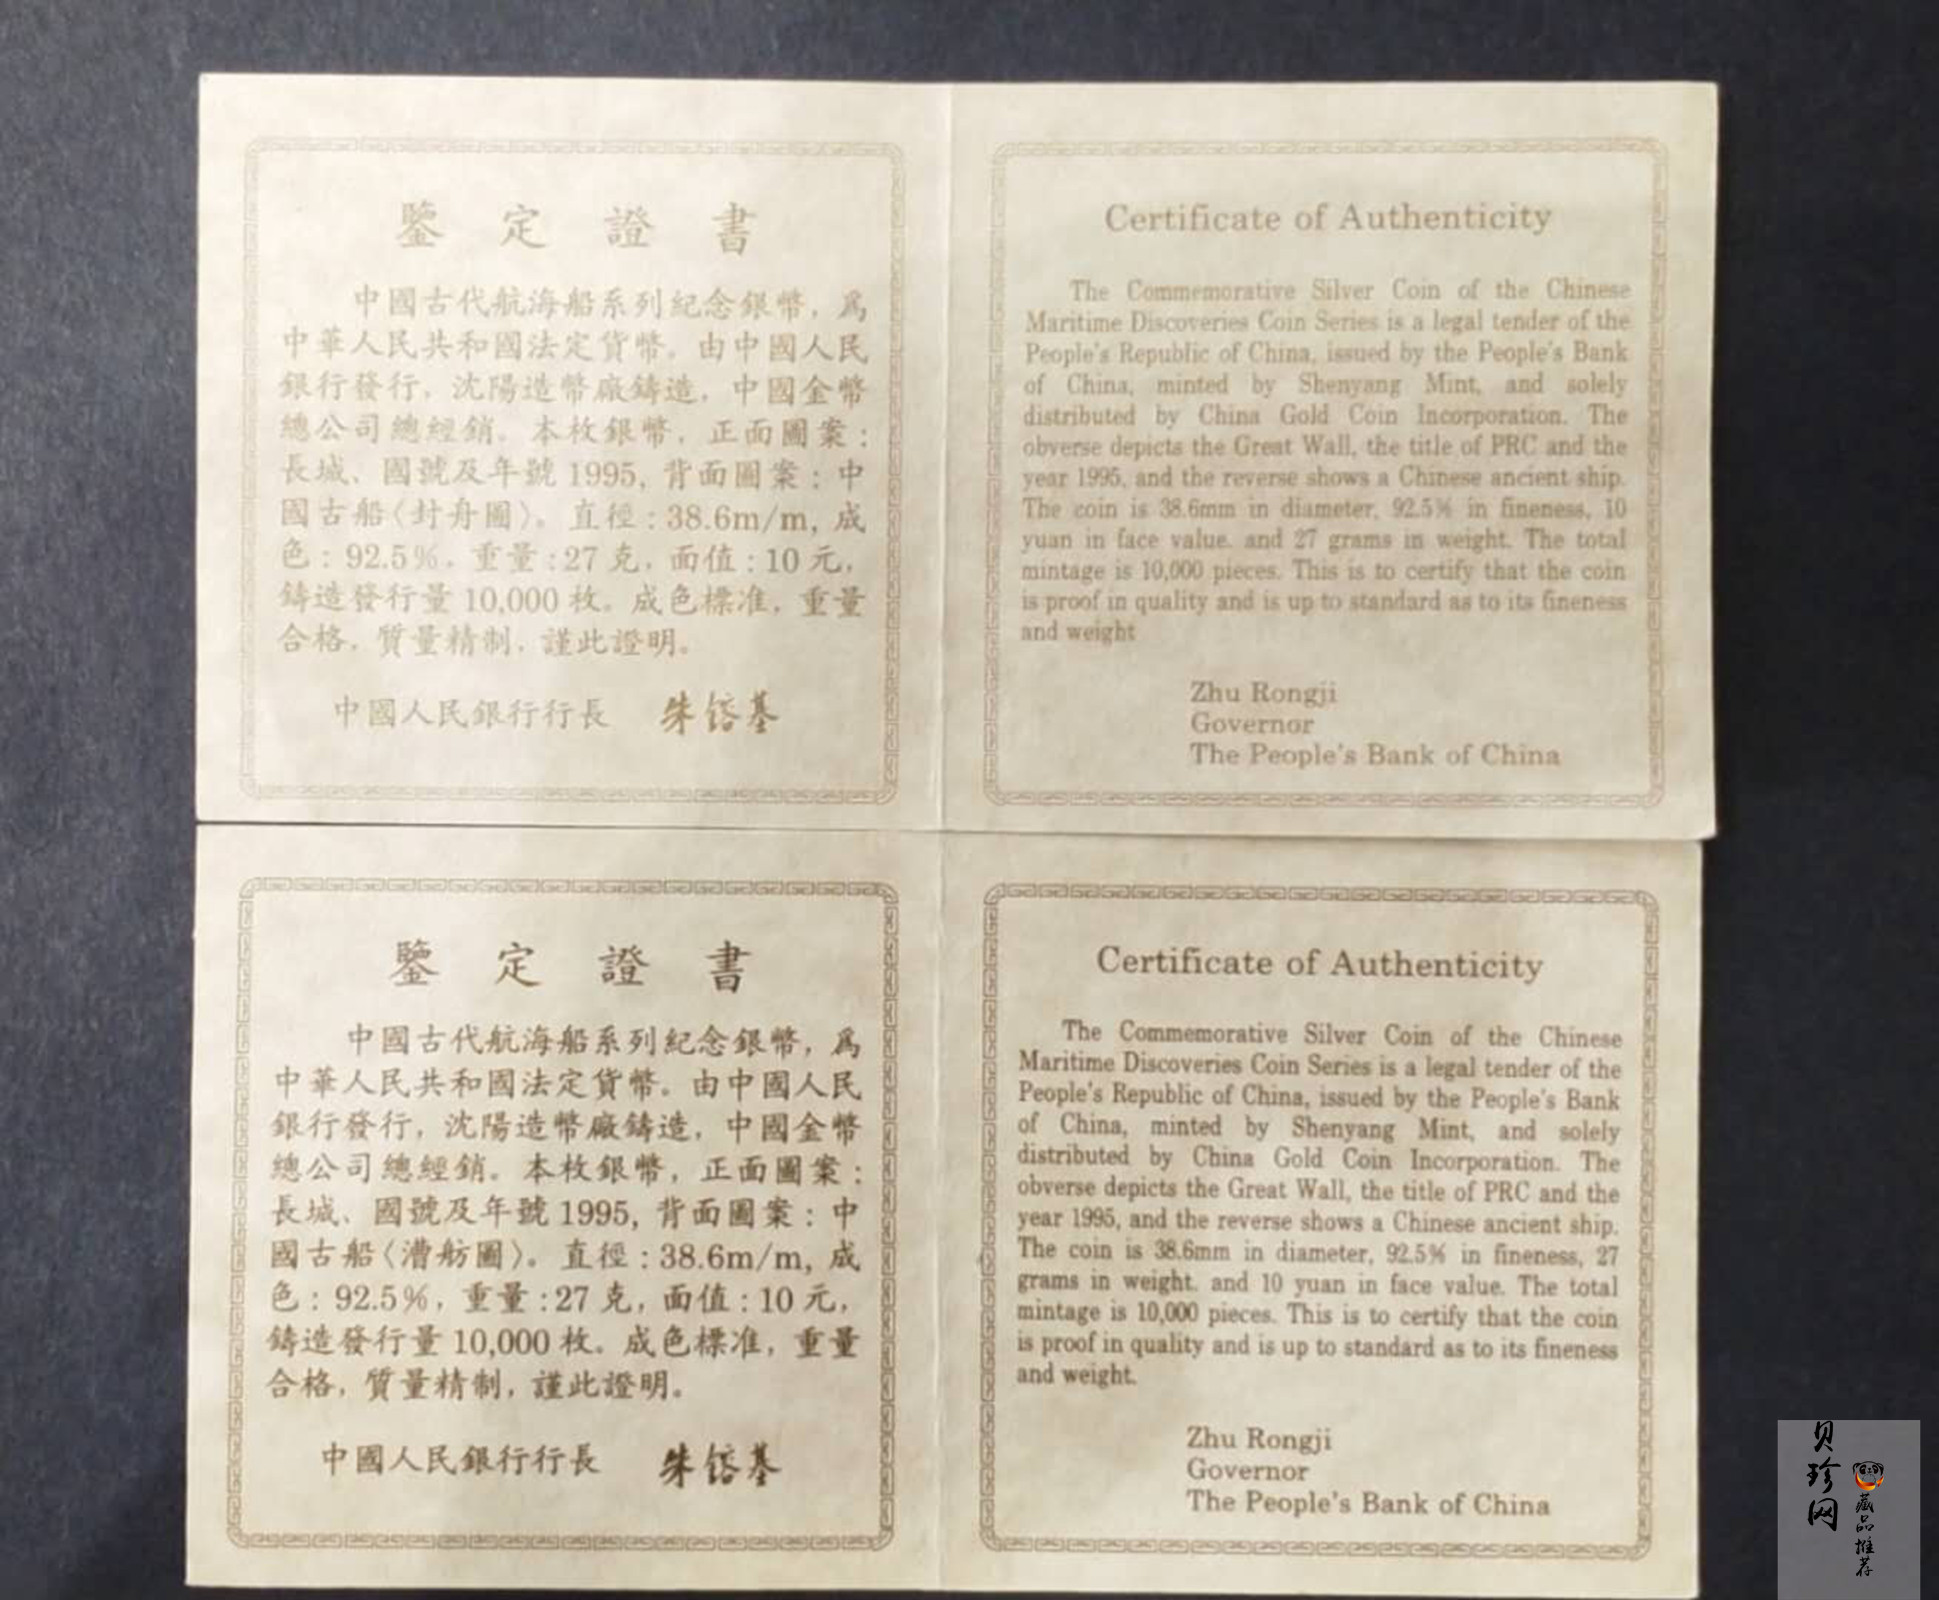 鑒定證書
中國古代航海船系列紀念銀幣，爲
中華人民共和國法定貨幣。由中國人民
銀行發行，沈陽造幣廠鑄造，中國金幣
總公司總經銷。本枚銀幣，正面圖案：
長城、國號及年號1995，背面圖案：中
國古船〈封舟圖〉。直徑：38.6m/m，成
色：92.5%，重量：27克，面值：10元，
鑄造發行量10,000枚。成色標准，重量
合格，質量精制，謹此證明。
中國人民銀行行長 朱鎔基
Certificate of Authenticity
The Commemorative Silver Coin of the Chinese
Maritime Discoveries Coin Series is a legal tender of the
People's Republic of China, issued by the People's Bank
of China, minted by Shenyang Mint, and solely
distributed by China Gold Coin Incorporation. The
obverse depicts the Great Wall, the title of PRC and the
year 1995, and the reverse shows a Chinese ancient ship.
The coin is 38.6mm in diameter, 92.5% in fineness, 10
yuan in face value. and 27 grams in weight. The total
mintage is 10,000 pieces. This is to certify that the coin
is proof in quality and is up to standard as to its fineness
and weight
Zhu Rongji
Governor
The People's Bank of China
鑒定證書
中國古代航海船系列紀念銀幣，爲
中華人民共和國法定貨幣。由中國人民
銀行發行，沈陽造幣廠鑄造，中國金幣
總公司總經銷。本枚銀幣，正面圖案：
長城、國號及年號1995，背面圖案：中
國古船〈漕舫圖〉。直徑：38.6m/m，成
色：92.5%，重量：27克，面值：10元，
鑄造發行量10,000枚。成色標准，重量
合格，質量精制，謹此證明。
中國人民銀行行長 朱鎔基
Certificate of Authenticity
The Commemorative Silver Coin of the Chinese
Maritime Discoveries Coin Series is a legal tender of the
People's Republic of China, issued by the People's Bank
of China, minted by Shenyang Mint, and solely
distributed by China Gold Coin Incorporation. The
obverse depicts the Great Wall, the title of PRC and the
year 1995, and the reverse shows a Chinese ancient ship.
The coin is 38.6mm in diameter, 92.5% in fineness, 27
grams in weight. and 10 yuan in face value. The total
mintage is 10,000 pieces. This is to certify that the coin
is proof in quality and is up to standard as to its fineness
and weight.
Zhu Rongji
Governor
The People's Bank of China
贝珍网
藏品推荐